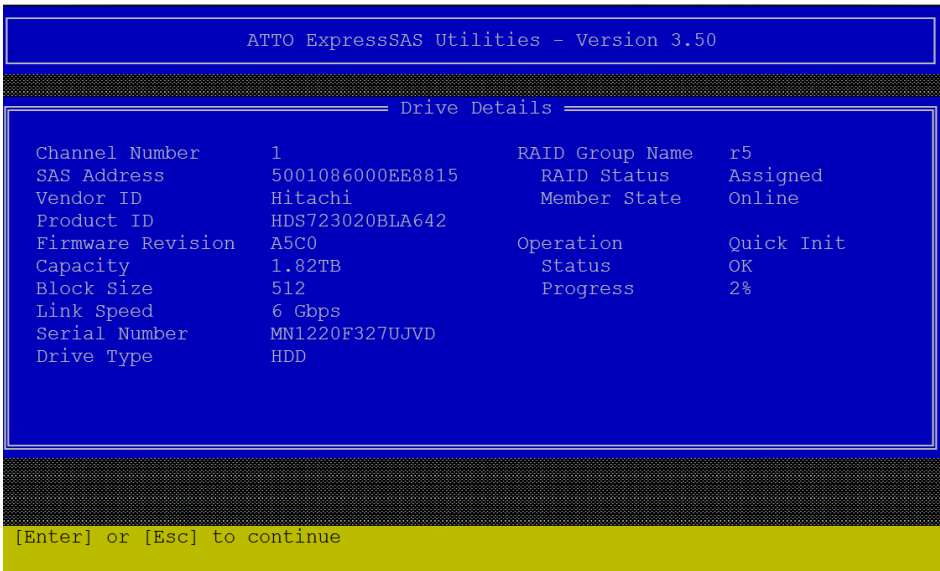 ATTO ExpressSAS Utilities - Version 3.50
Drive Details
Channel Number 1 RAID Group Name r5
SAS Address 5001086000EE8815 RAID Status Assigned
Vendor ID Hitachi Member State Online
Product ID HDS723020BLA642
Firmware Revision A5C0 Operation Quick Init
Capacity 1.82TB Status OK
Block Size 512 Progress 2%
Link Speed 6 Gbps
Serial Number MN1220F327UJVD
Drive Type HDD
[Enter] or [Esc] to continue